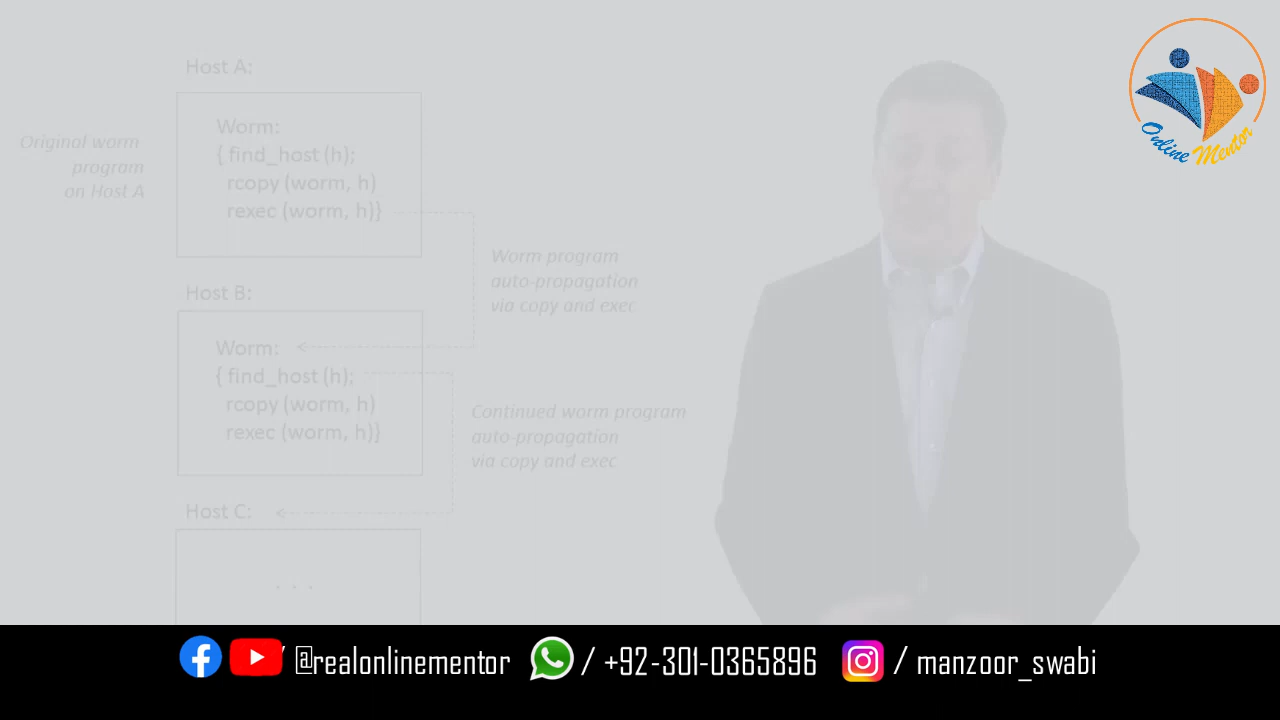 Host A:
Original worm
program
on Host A
Worm:
{ find_host (h);
rcopy (worm, h)
rexec (worm, h)}
Worm program
auto-propagation
via copy and exec
Host B:
Worm:
{ find_host (h);
rcopy (worm, h)
rexec (worm, h)}
Continued worm program
auto-propagation
via copy and exec
Host C:
. . .
Online Mentor
/ @realonlinementor / +92-301-0365896 / manzoor_swabi